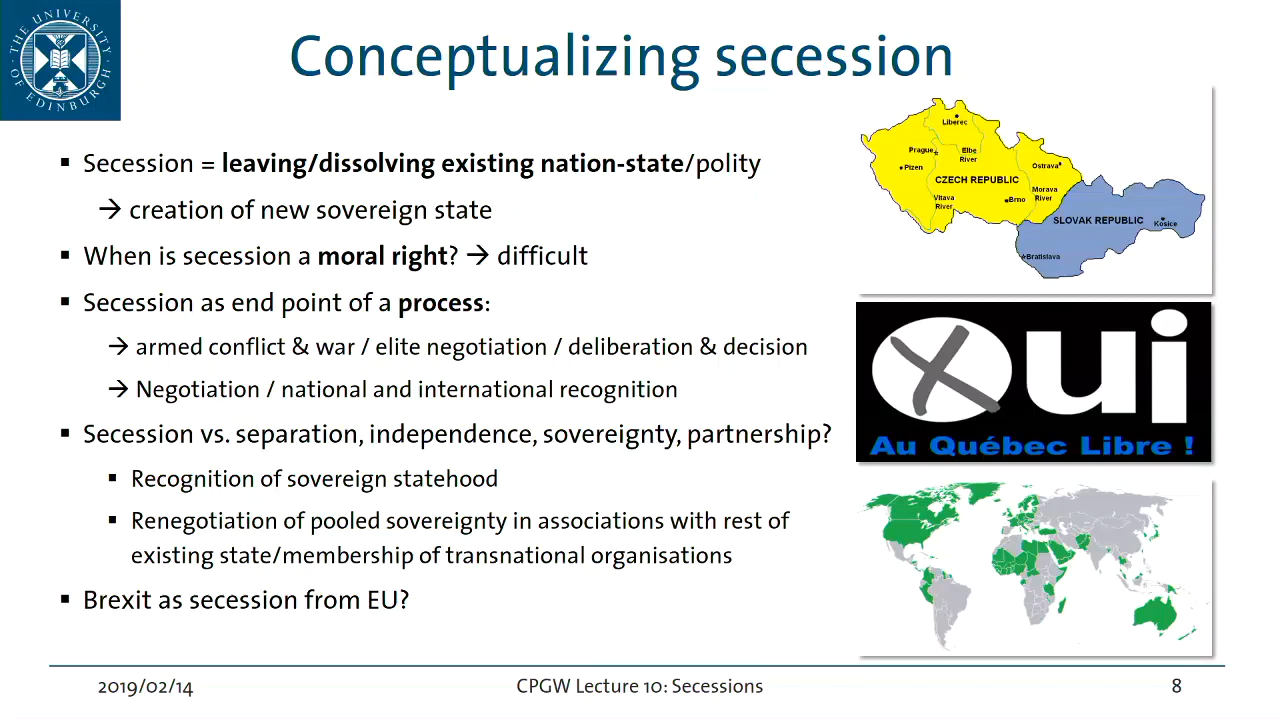 THE UNIVERSITY
OF EDINBURGH
Conceptualizing secession
▪ Secession = leaving/dissolving existing nation-state/polity
→ creation of new sovereign state
▪ When is secession a moral right? → difficult
▪ Secession as end point of a process:
→ armed conflict & war / elite negotiation / deliberation & decision
→ Negotiation / national and international recognition
▪ Secession vs. separation, independence, sovereignty, partnership?
▪ Recognition of sovereign statehood
▪ Renegotiation of pooled sovereignty in associations with rest of
existing state/membership of transnational organisations
▪ Brexit as secession from EU?
Liberec
Prague
Elbe
River
Plzen
Ostrava
CZECH REPUBLIC
Morava
River
Vltava
River
Brno
SLOVAK REPUBLIC
Kosice
Bratislava
Oui
Au Québec Libre !
2019/02/14
CPGW Lecture 10: Secessions
8